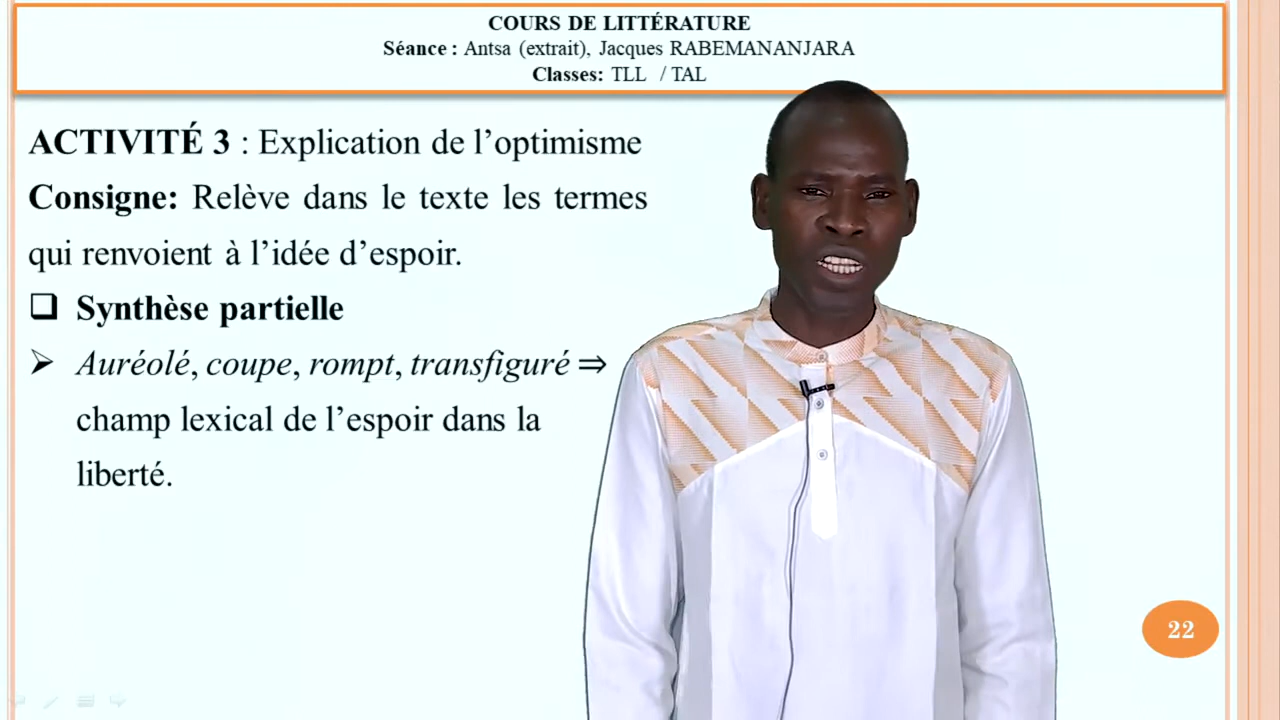 COURS DE LITTÉRATURE
Séance : Antsa (extrait), Jacques RABEMANANJARA
Classes: TLL / TAL
ACTIVITÉ 3 : Explication de l’optimisme
Consigne: Relève dans le texte les termes
qui renvoient à l’idée d’espoir.
❑ Synthèse partielle
➢ Auréolé, coupe, rompt, transfiguré ⇒
champ lexical de l’espoir dans la
liberté.
22